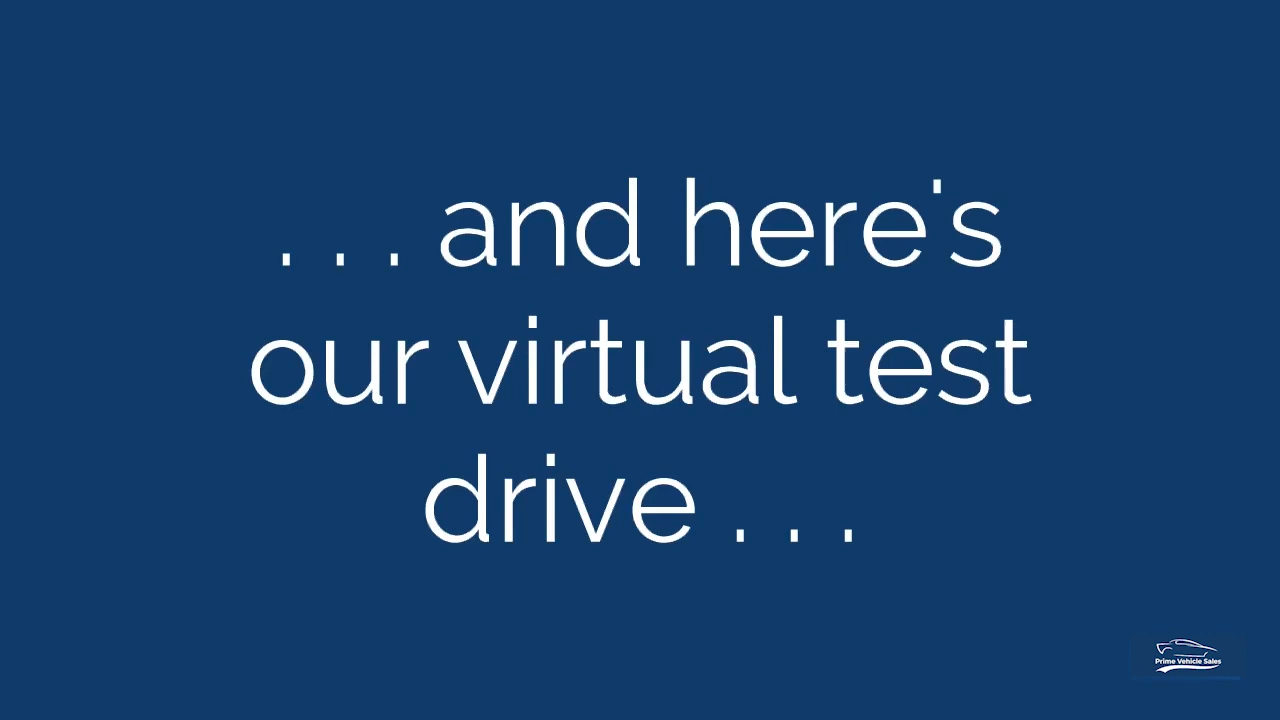 . . . and here's
our virtual test
drive . . .
Prime Vehicle Sales